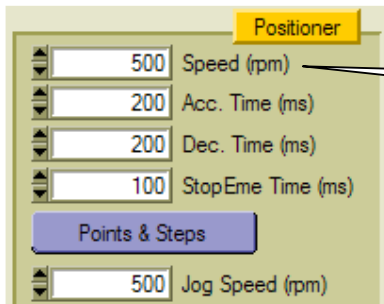 Positioner
500 Speed (rpm)
200 Acc. Time (ms)
200 Dec. Time (ms)
100 StopEme Time (ms)
Points & Steps
500 Jog Speed (rpm)